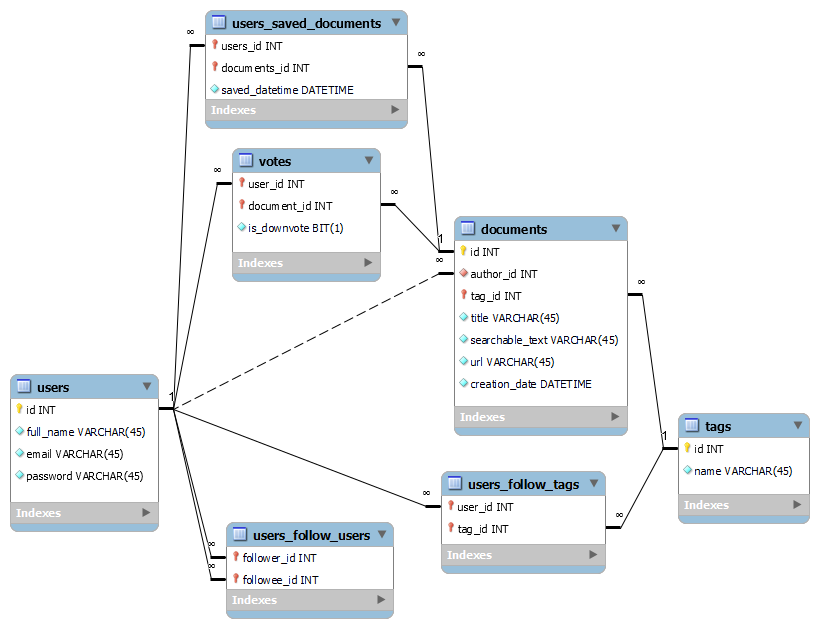 users_saved_documents
users_id INT
documents_id INT
saved_datetime DATETIME
Indexes
∞
∞
votes
user_id INT
document_id INT
is_downvote BIT(1)
Indexes
∞
∞
documents
id INT
author_id INT
tag_id INT
title VARCHAR(45)
searchable_text VARCHAR(45)
url VARCHAR(45)
creation_date DATETIME
Indexes
1
∞
∞
users
id INT
full_name VARCHAR(45)
email VARCHAR(45)
password VARCHAR(45)
Indexes
1
tags
id INT
name VARCHAR(45)
Indexes
1
users_follow_tags
user_id INT
tag_id INT
Indexes
∞
∞
users_follow_users
follower_id INT
followee_id INT
Indexes
∞
∞